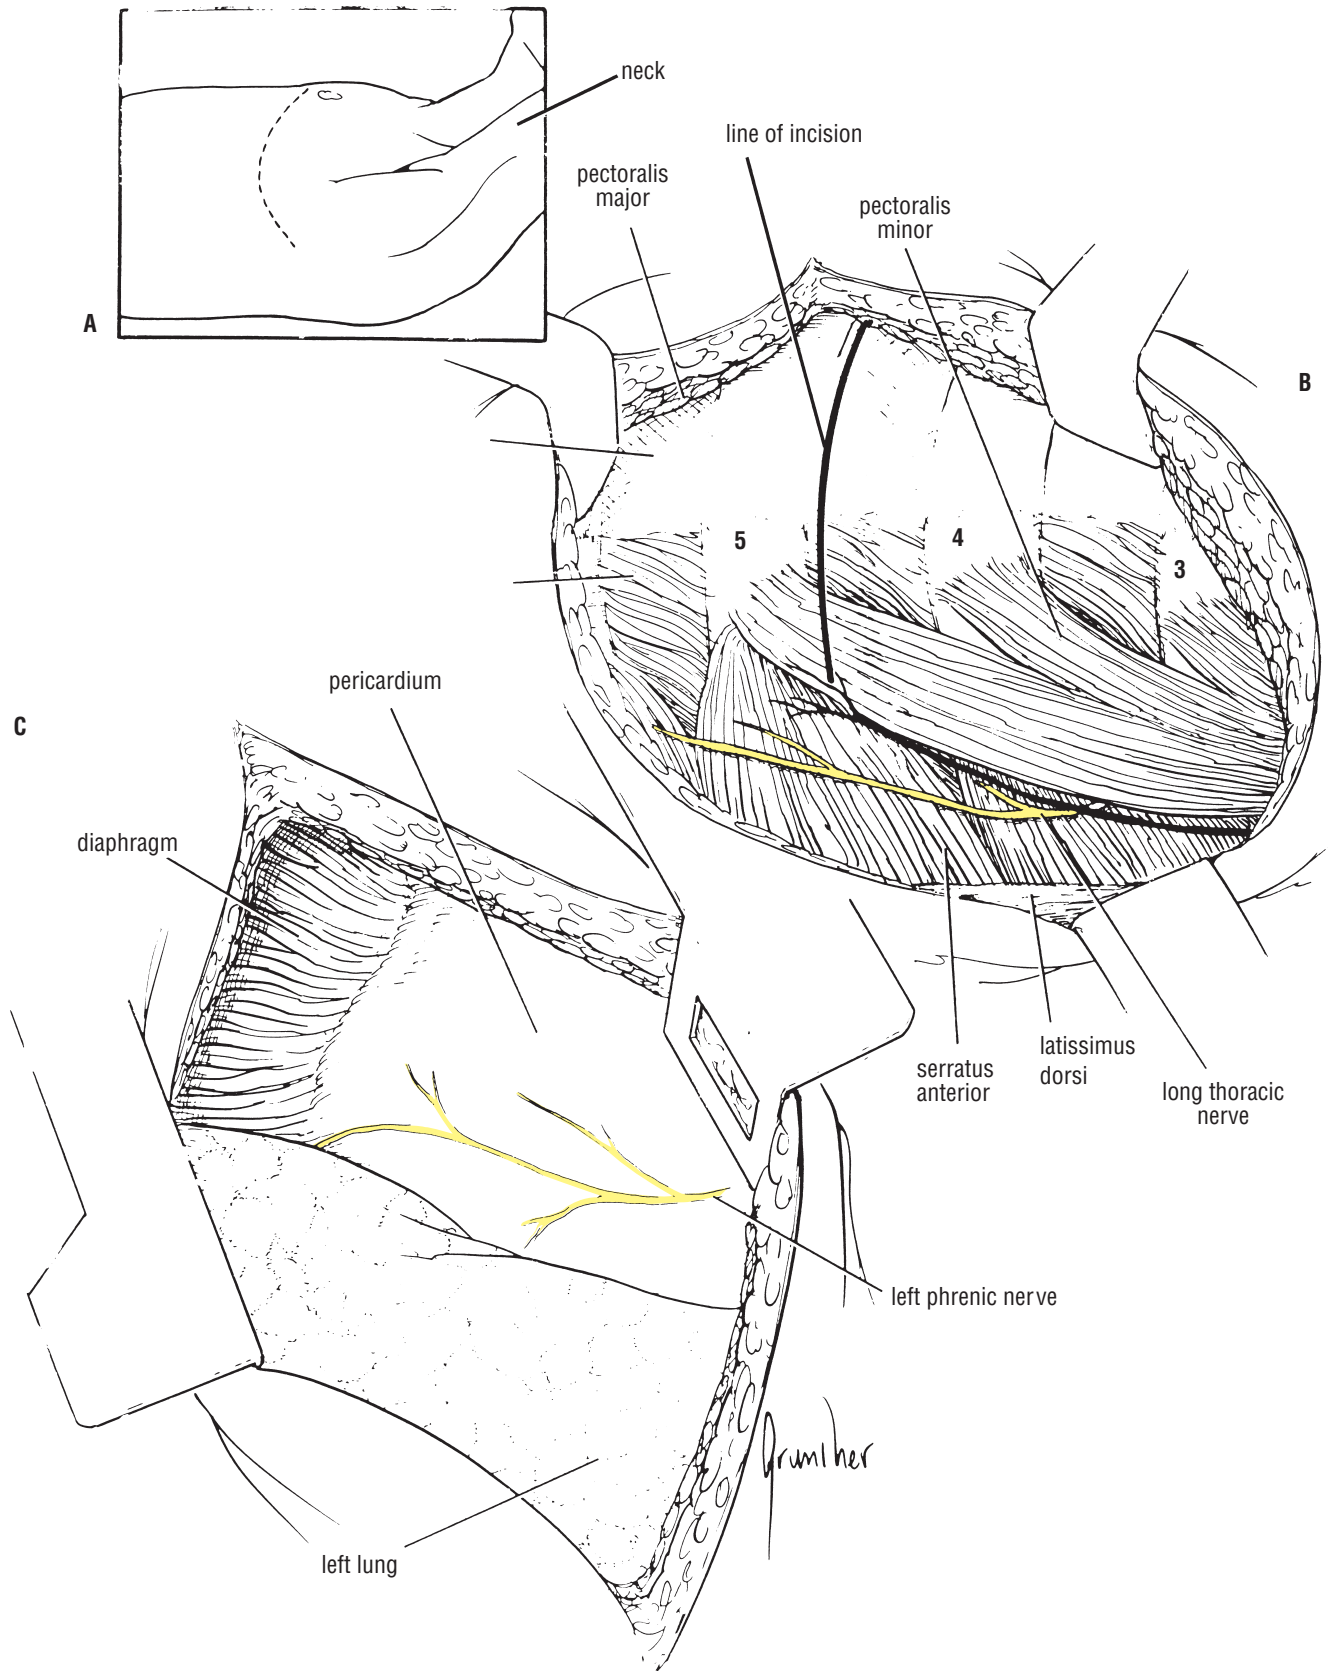 neck
line of incision
pectoralis
major
pectoralis
minor
A
B
5
4
3
pericardium
C
diaphragm
serratus
anterior
latissimus
dorsi
long thoracic
nerve
left phrenic nerve
left lung